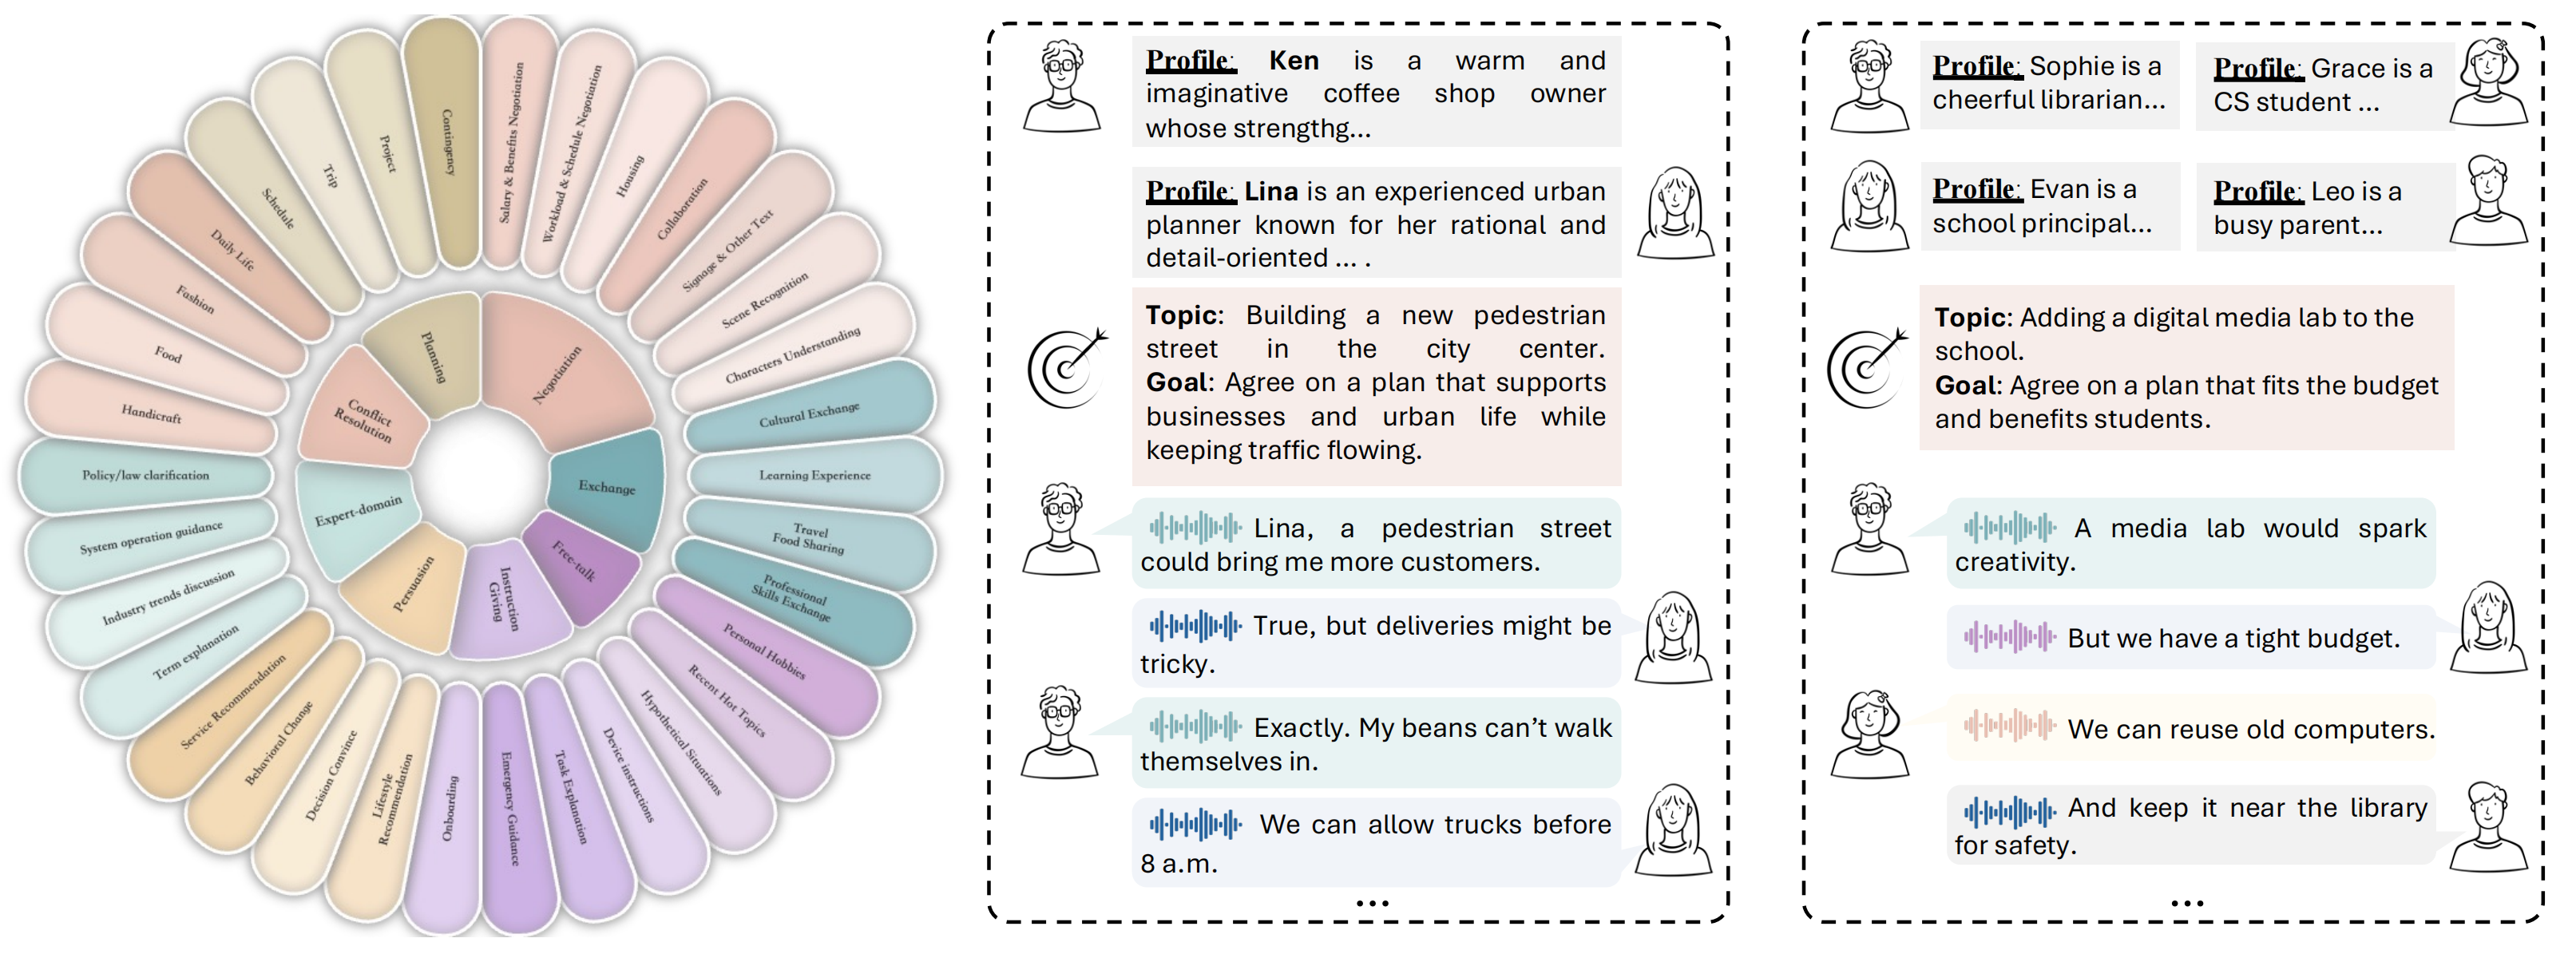 Salary & Benefits Negotiation
Workload & Schedule Negotiation
Housing
Collaboration
Signage & Other Text
Scene Recognition
Characters Understanding
Cultural Exchange
Learning Experience
Travel
Food Sharing
Professional
Skills Exchange
Personal Hobbies
Recent Hot Topics
Hypothetical Situations
Device instructions
Task Explanation
Emergency Guidance
Onboarding
Lifestyle
Recommendation
Decision Convince
Behavioral Change
Service Recommendation
Term explanation
Industry trends discussion
System operation guidance
Policy/law clarification
Handicraft
Food
Fashion
Daily Life
Schedule
Trip
Project
Contingency
Negotiation
Exchange
Free-talk
Instruction
Giving
Persuasion
Expert-domain
Conflict
Resolution
Planning
Profile: Ken is a warm and
imaginative coffee shop owner
whose strengthg...
Profile: Lina is an experienced urban
planner known for her rational and
detail-oriented ... .
Topic: Building a new pedestrian
street in the city center.
Goal: Agree on a plan that supports
businesses and urban life while
keeping traffic flowing.
Lina, a pedestrian street
could bring me more customers.
True, but deliveries might be
tricky.
Exactly. My beans can't walk
themselves in.
We can allow trucks before
8 a.m.
...
Profile: Sophie is a
cheerful librarian...
Profile: Grace is a
CS student ...
Profile: Evan is a
school principal...
Profile: Leo is a
busy parent...
Topic: Adding a digital media lab to the
school.
Goal: Agree on a plan that fits the budget
and benefits students.
A media lab would spark
creativity.
But we have a tight budget.
We can reuse old computers.
And keep it near the library
for safety.
...